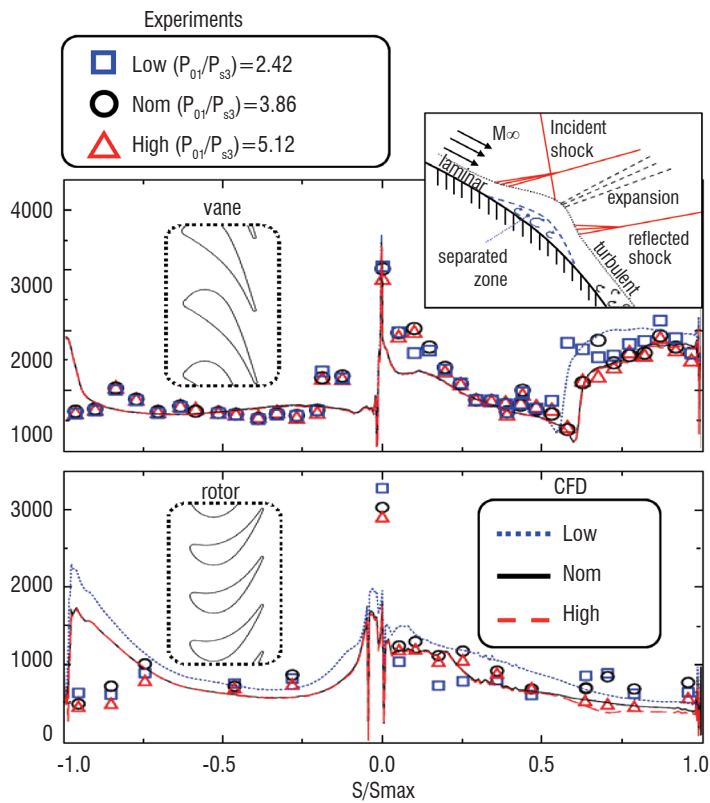 Experiments
Low (P01/Ps3)=2.42
Nom (P01/Ps3)=3.86
High (P01/Ps3)=5.12
M∞
Incident
shock
laminar
expansion
separated
zone
reflected
shock
turbulent
4000
3000
2000
1000
vane
3000
2000
1000
0
rotor
CFD
Low
Nom
High
-1.0
-0.5
0.0
0.5
1.0
S/Smax